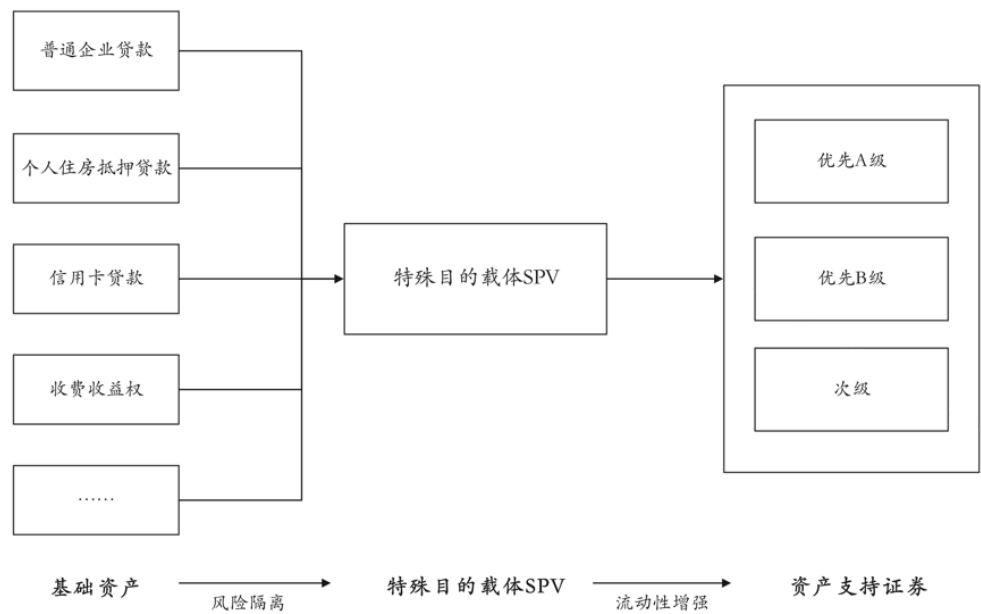 普通企业贷款
个人住房抵押贷款
信用卡贷款
收费收益权
……
特殊目的载体SPV
优先A级
优先B级
次级
基础资产
风险隔离
特殊目的载体SPV
流动性增强
资产支持证券